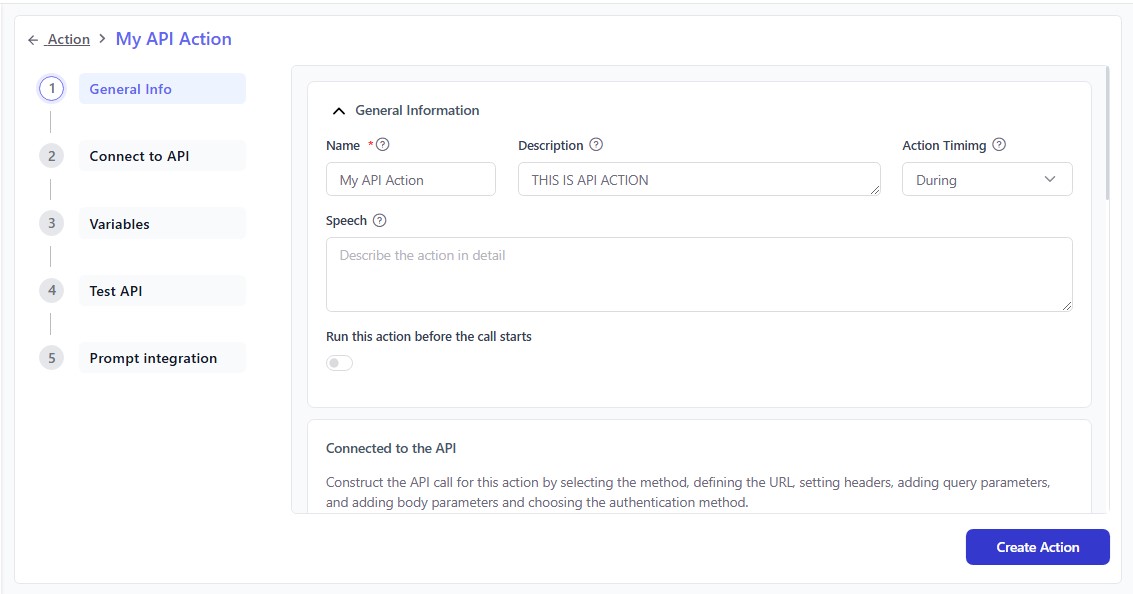 ← Action > My API Action
1 General Info
2 Connect to API
3 Variables
4 Test API
5 Prompt integration
General Information
Name * ?
Description ?
Action Timimg ?
My API Action
THIS IS API ACTION
During
Speech ?
Describe the action in detail
Run this action before the call starts
Connected to the API
Construct the API call for this action by selecting the method, defining the URL, setting headers, adding query parameters,
and adding body parameters and choosing the authentication method.
Create Action